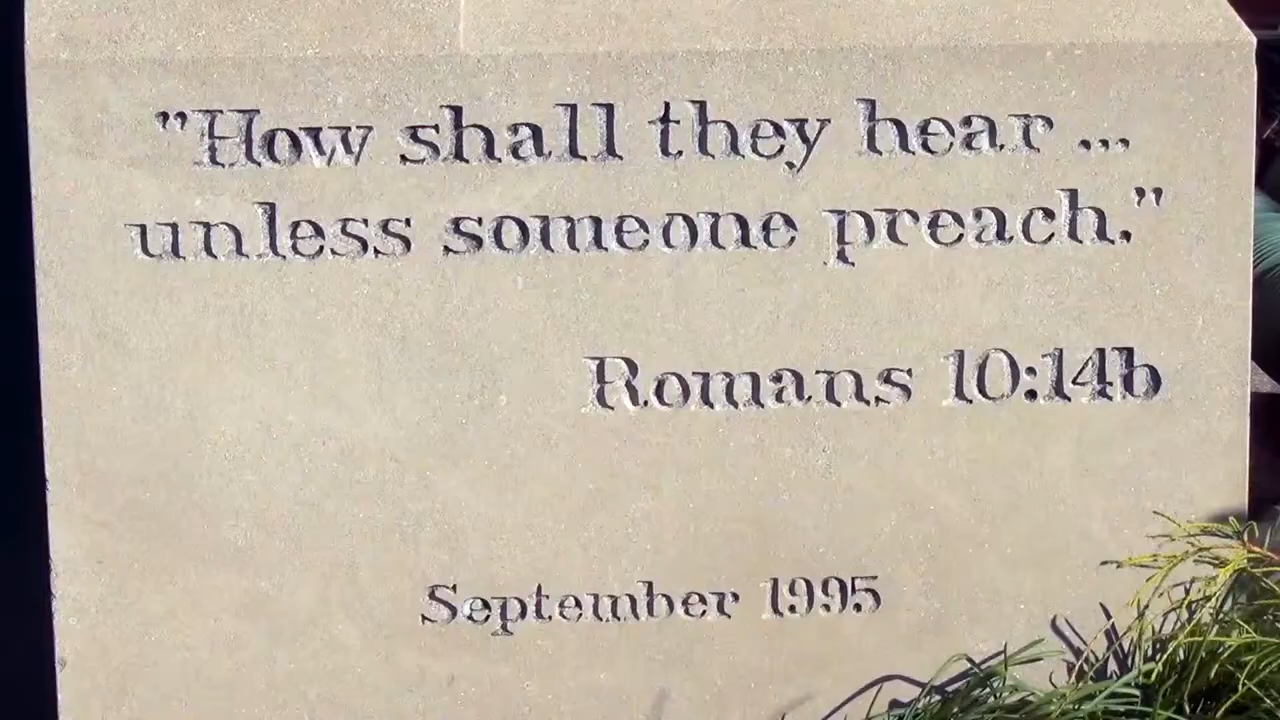 "How shall they hear ...
unless someone preach."
Romans 10:14b
September 1995